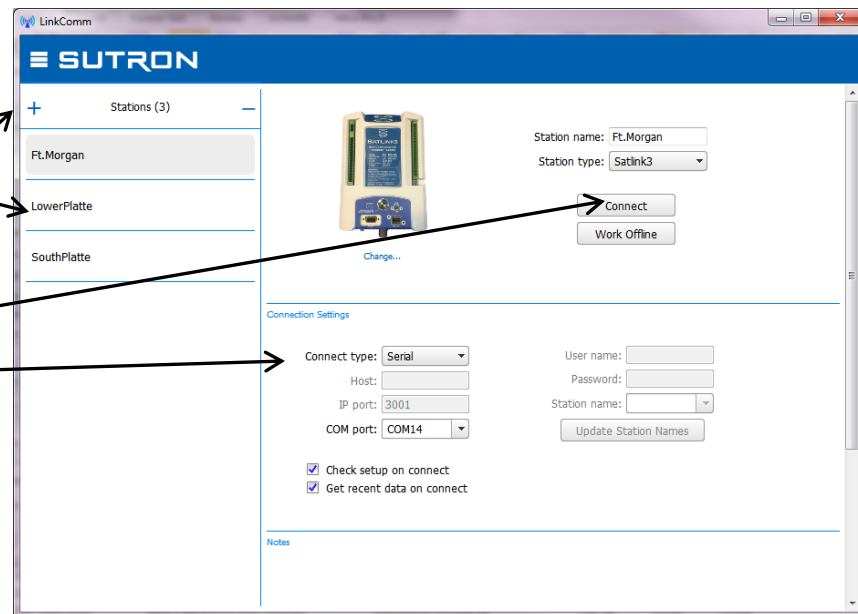 LinkComm
SUTRON
+ Stations (3) −
Ft.Morgan
LowerPlatte
SouthPlatte
SATLINK3
Change...
Station name: Ft.Morgan
Station type: Satlink3
Connect
Work Offline
Connection Settings
Connect type: Serial
Host:
IP port: 3001
COM port: COM14
User name:
Password:
Station name:
Update Station Names
Check setup on connect
Get recent data on connect
Notes